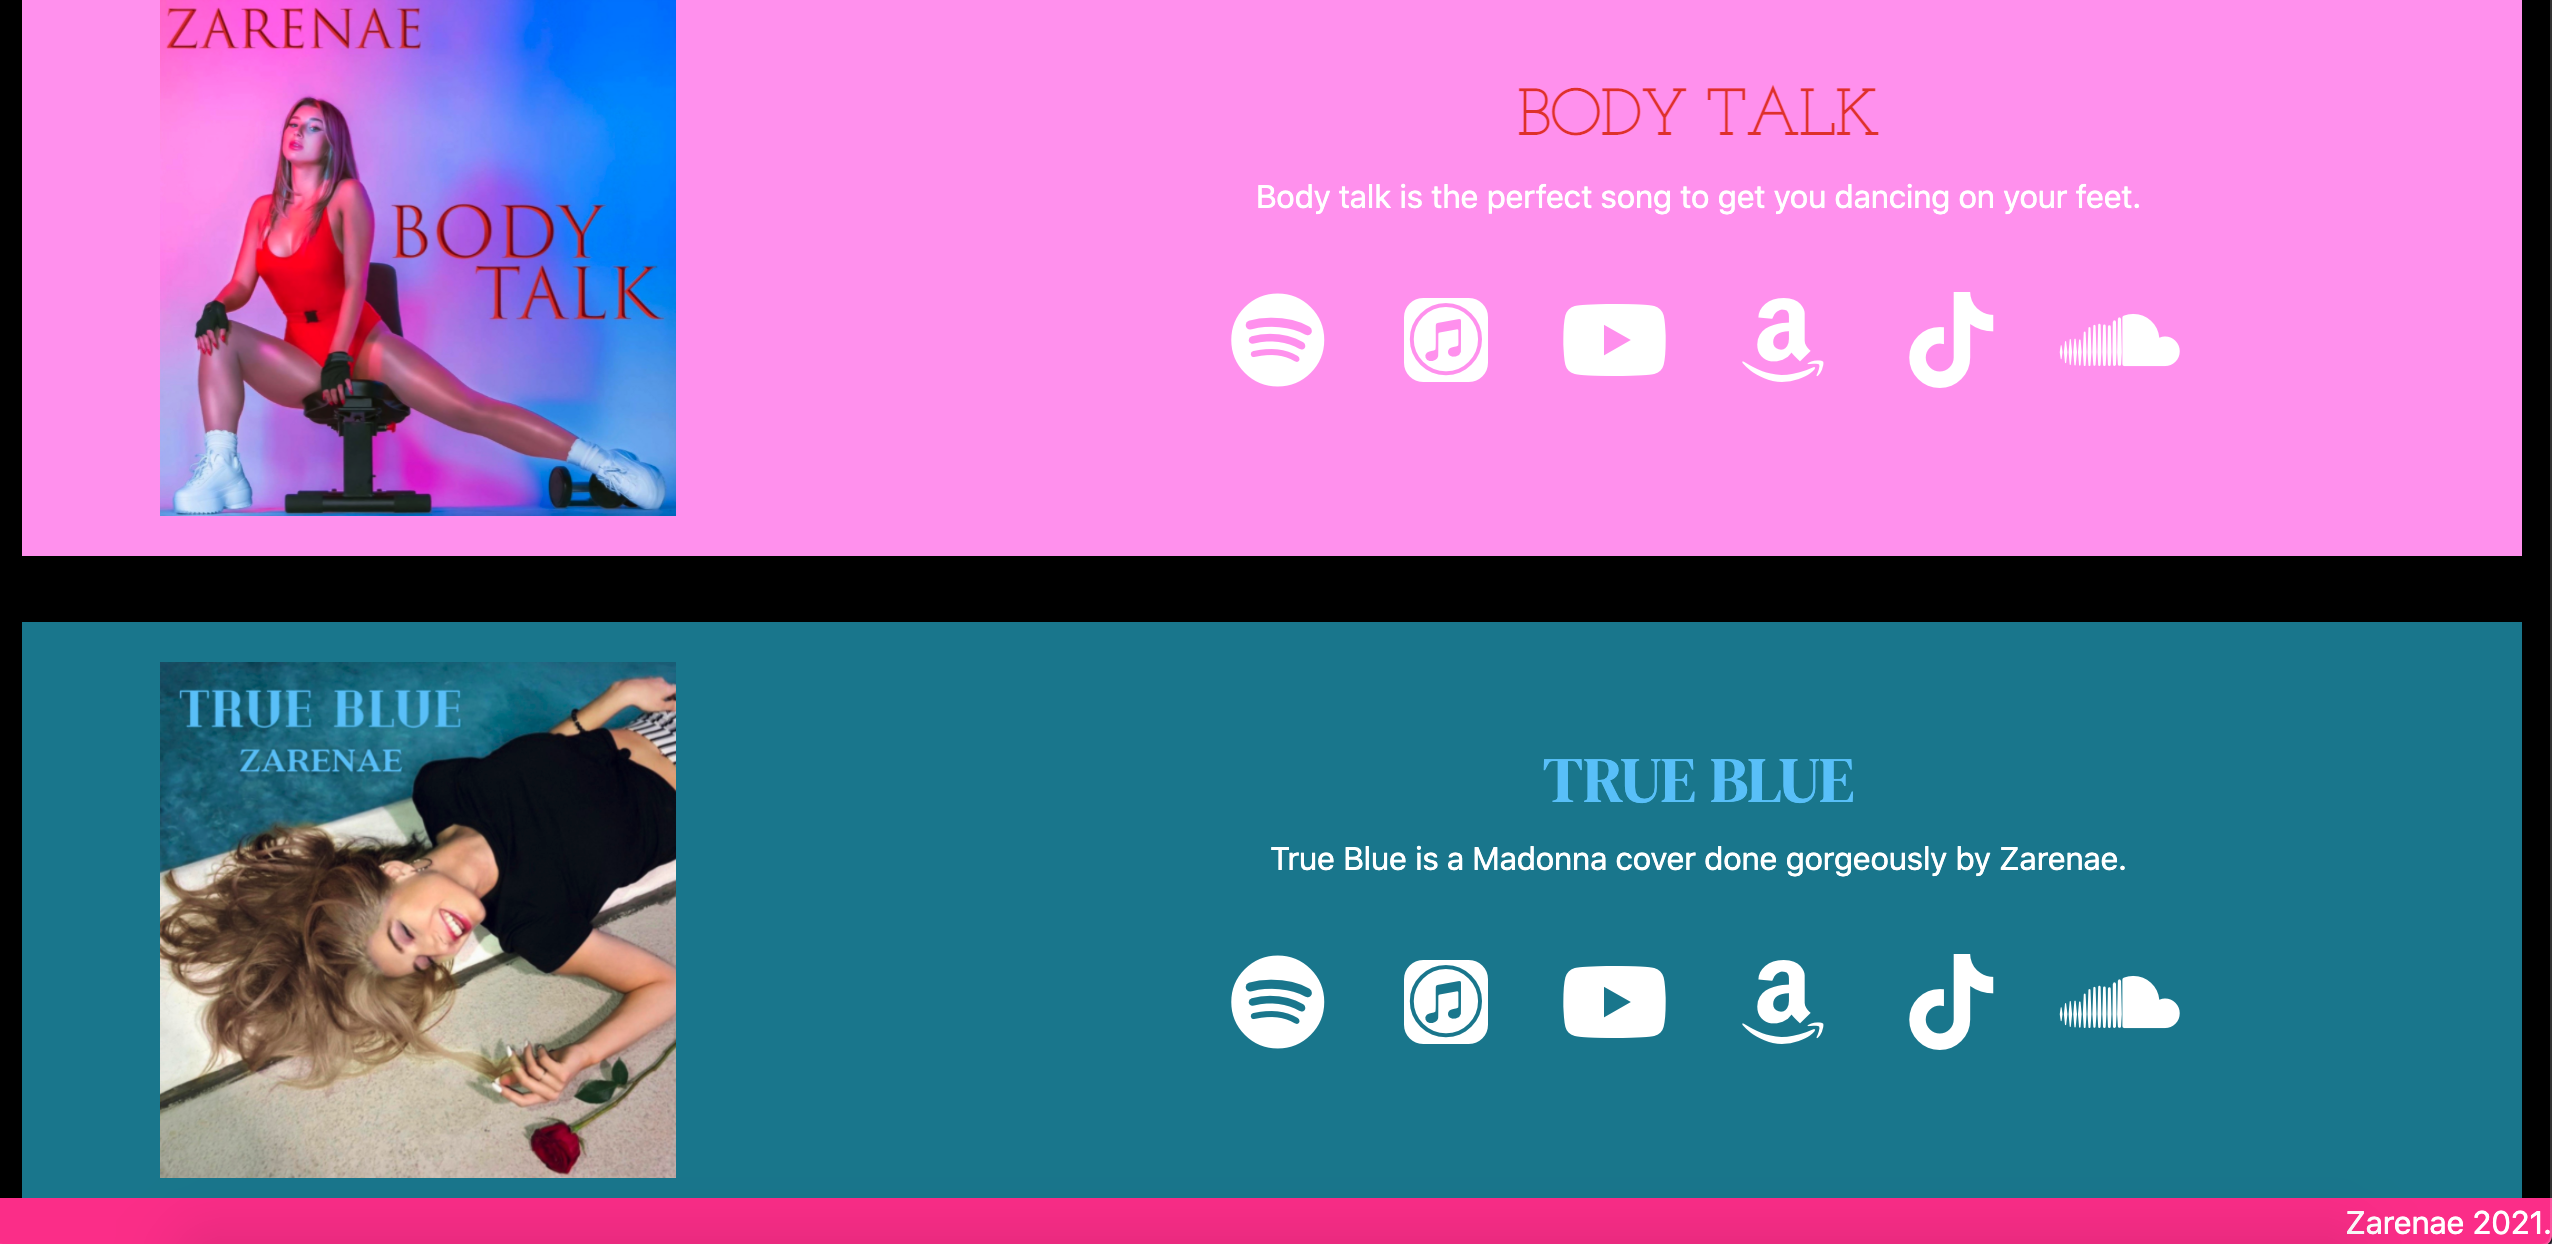 ZARENAE
BODY
TALK
BODY TALK
Body talk is the perfect song to get you dancing on your feet.
TRUE BLUE
ZARENAE
TRUE BLUE
True Blue is a Madonna cover done gorgeously by Zarenae.
Zarenae 2021.